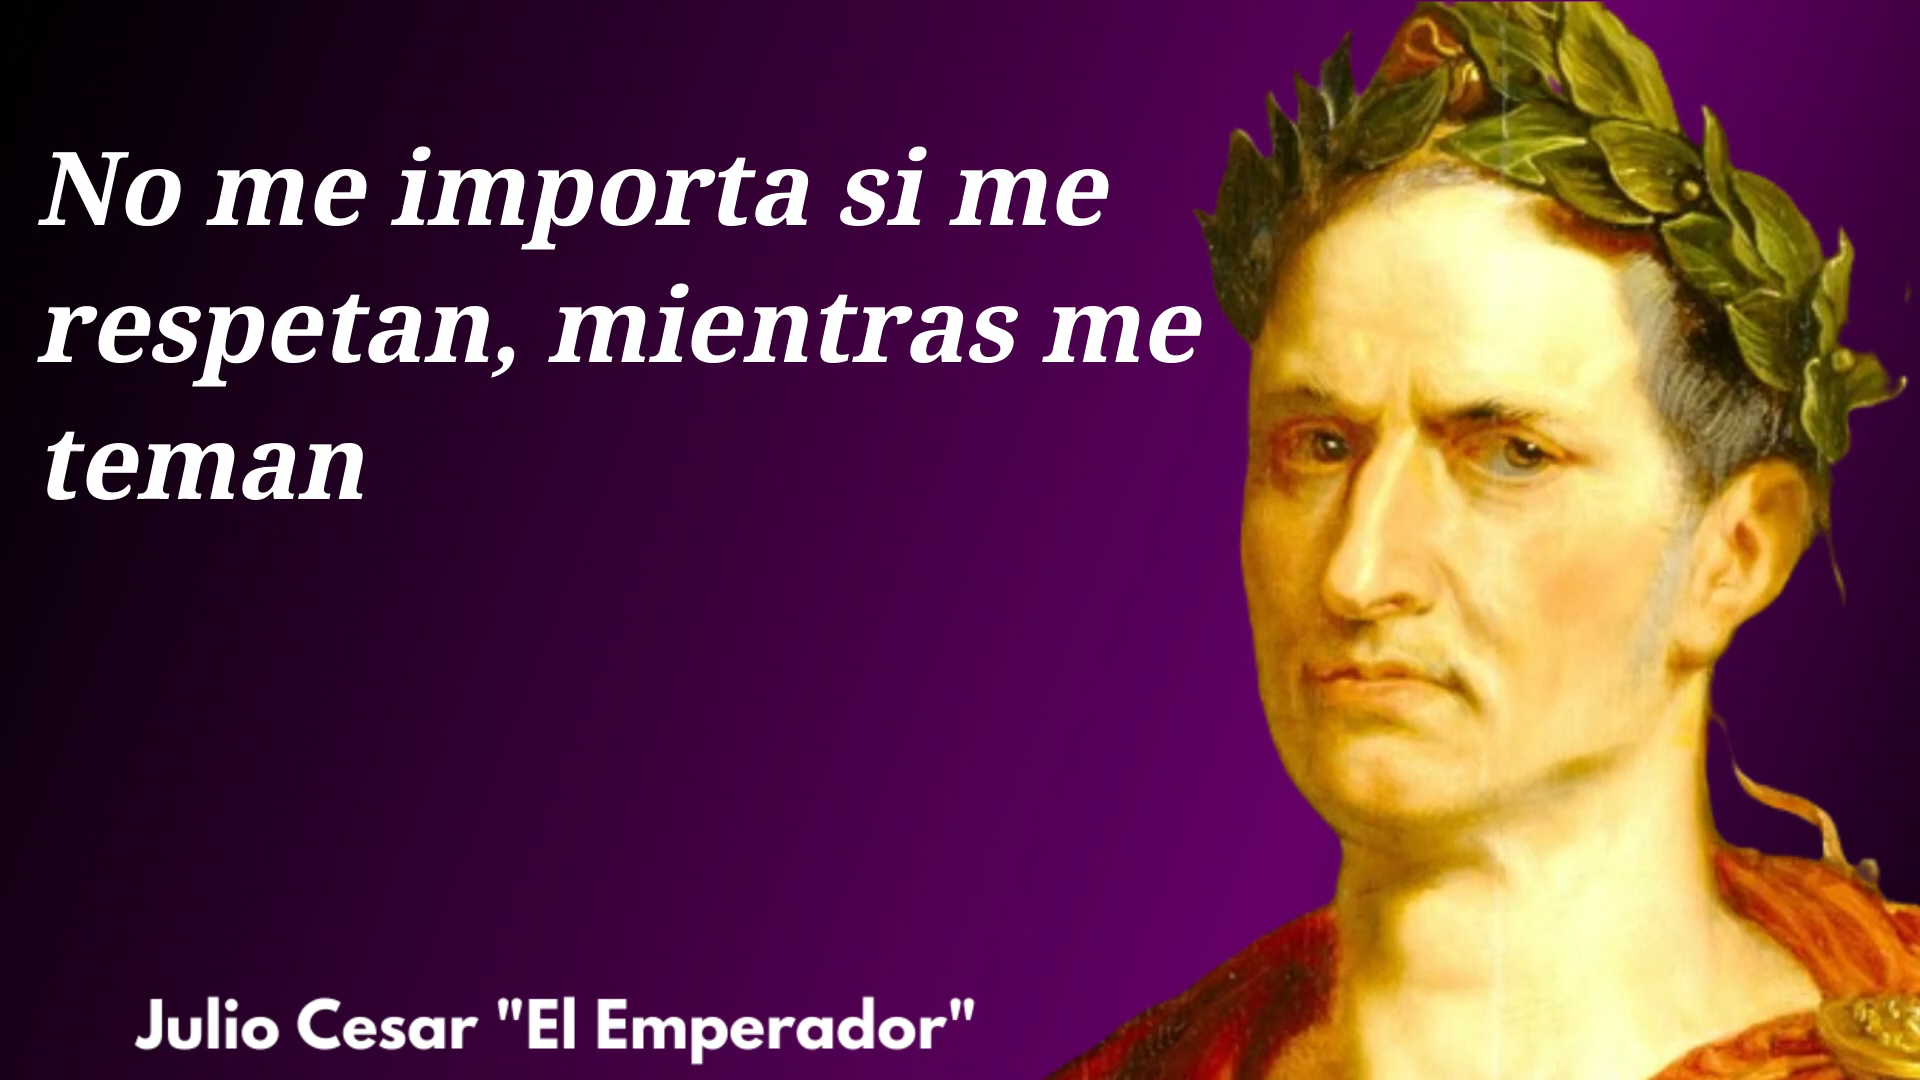 No me importa si me
respetan, mientras me
teman
Julio Cesar "El Emperador"